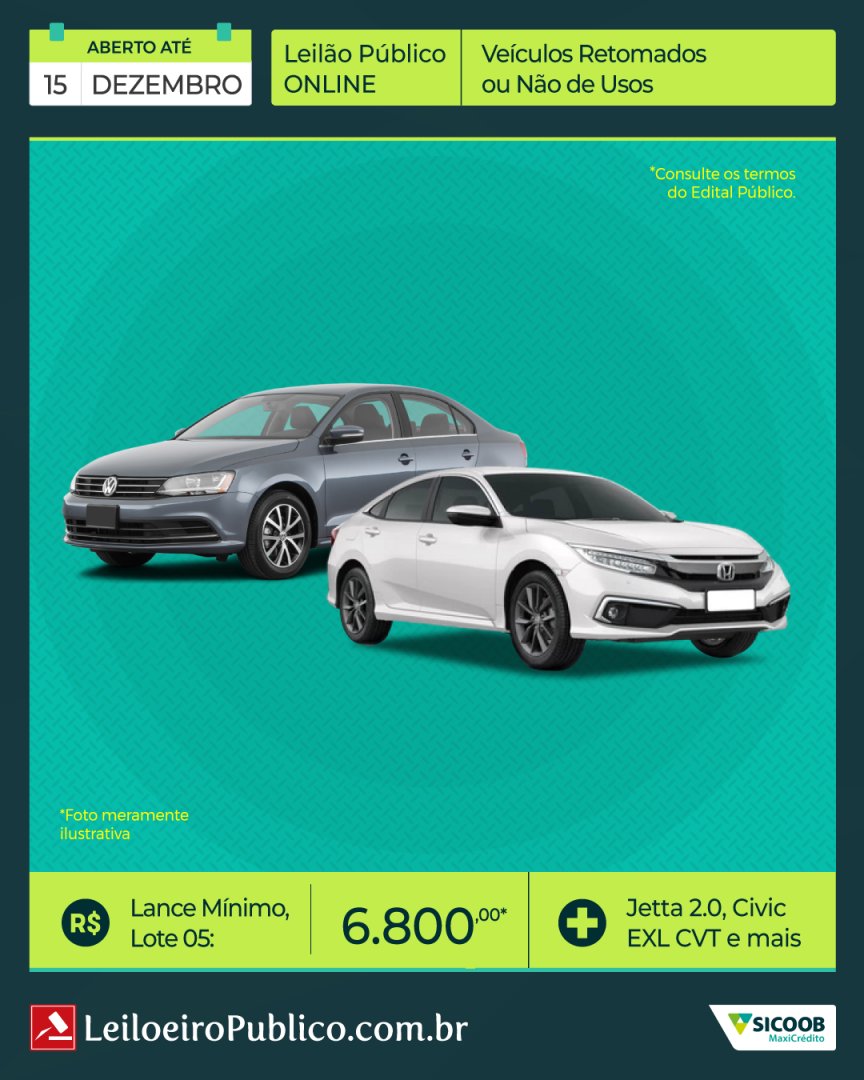 ABERTO ATÉ
15 DEZEMBRO
Leilão Público
ONLINE
Veículos Retomados
ou Não de Usos
*Consulte os termos
do Edital Público.
*Foto meramente
ilustrativa
R$
Lance Mínimo,
Lote 05:
6.800,00*
Jetta 2.0, Civic
EXL CVT e mais
LeiloeiroPublico.com.br
SICOOB
MaxiCrédito